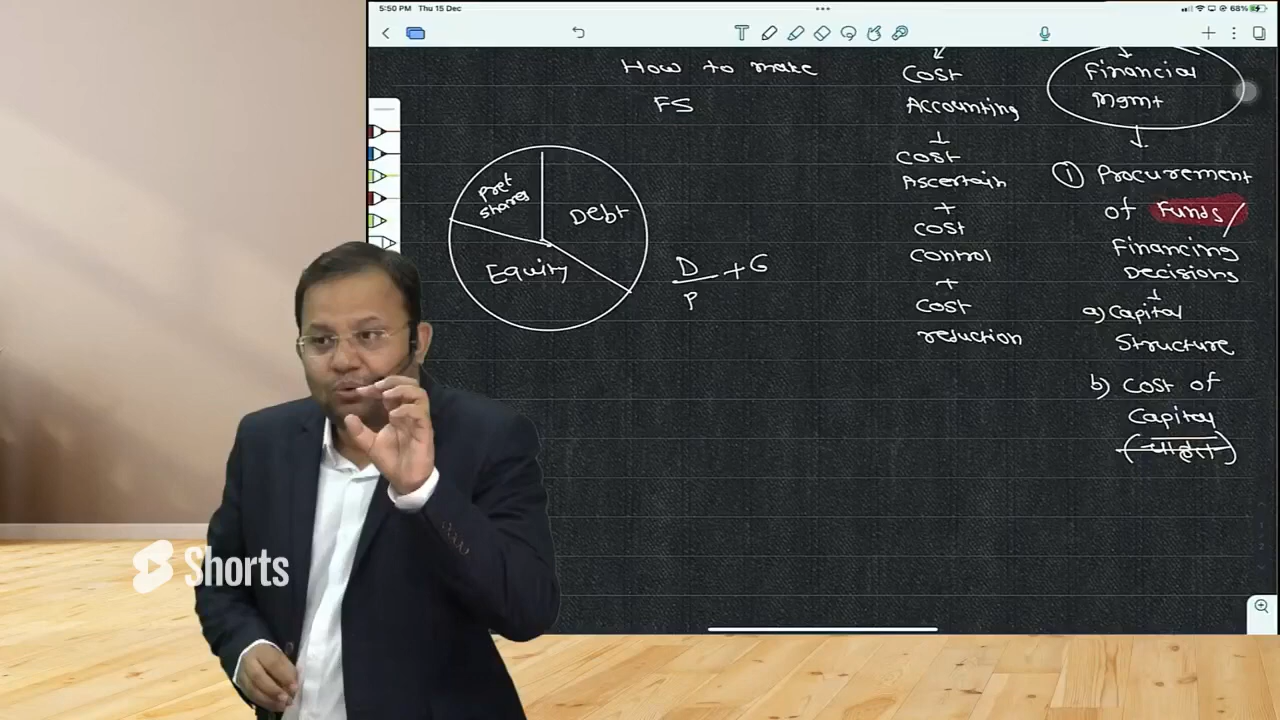 5:50 PM Thu 15 Dec
68%
How to make
FS
Pref
shares
Debt
Equity
D
P
+G
Cost
Accounting
Cost
Ascertain
+
Cost
control
+
Cost
reduction
Financial
Mgmt
① Procurement
of Funds/
Financing
Decisions
a) Capital
Structure
b) Cost of
Capital
Shorts